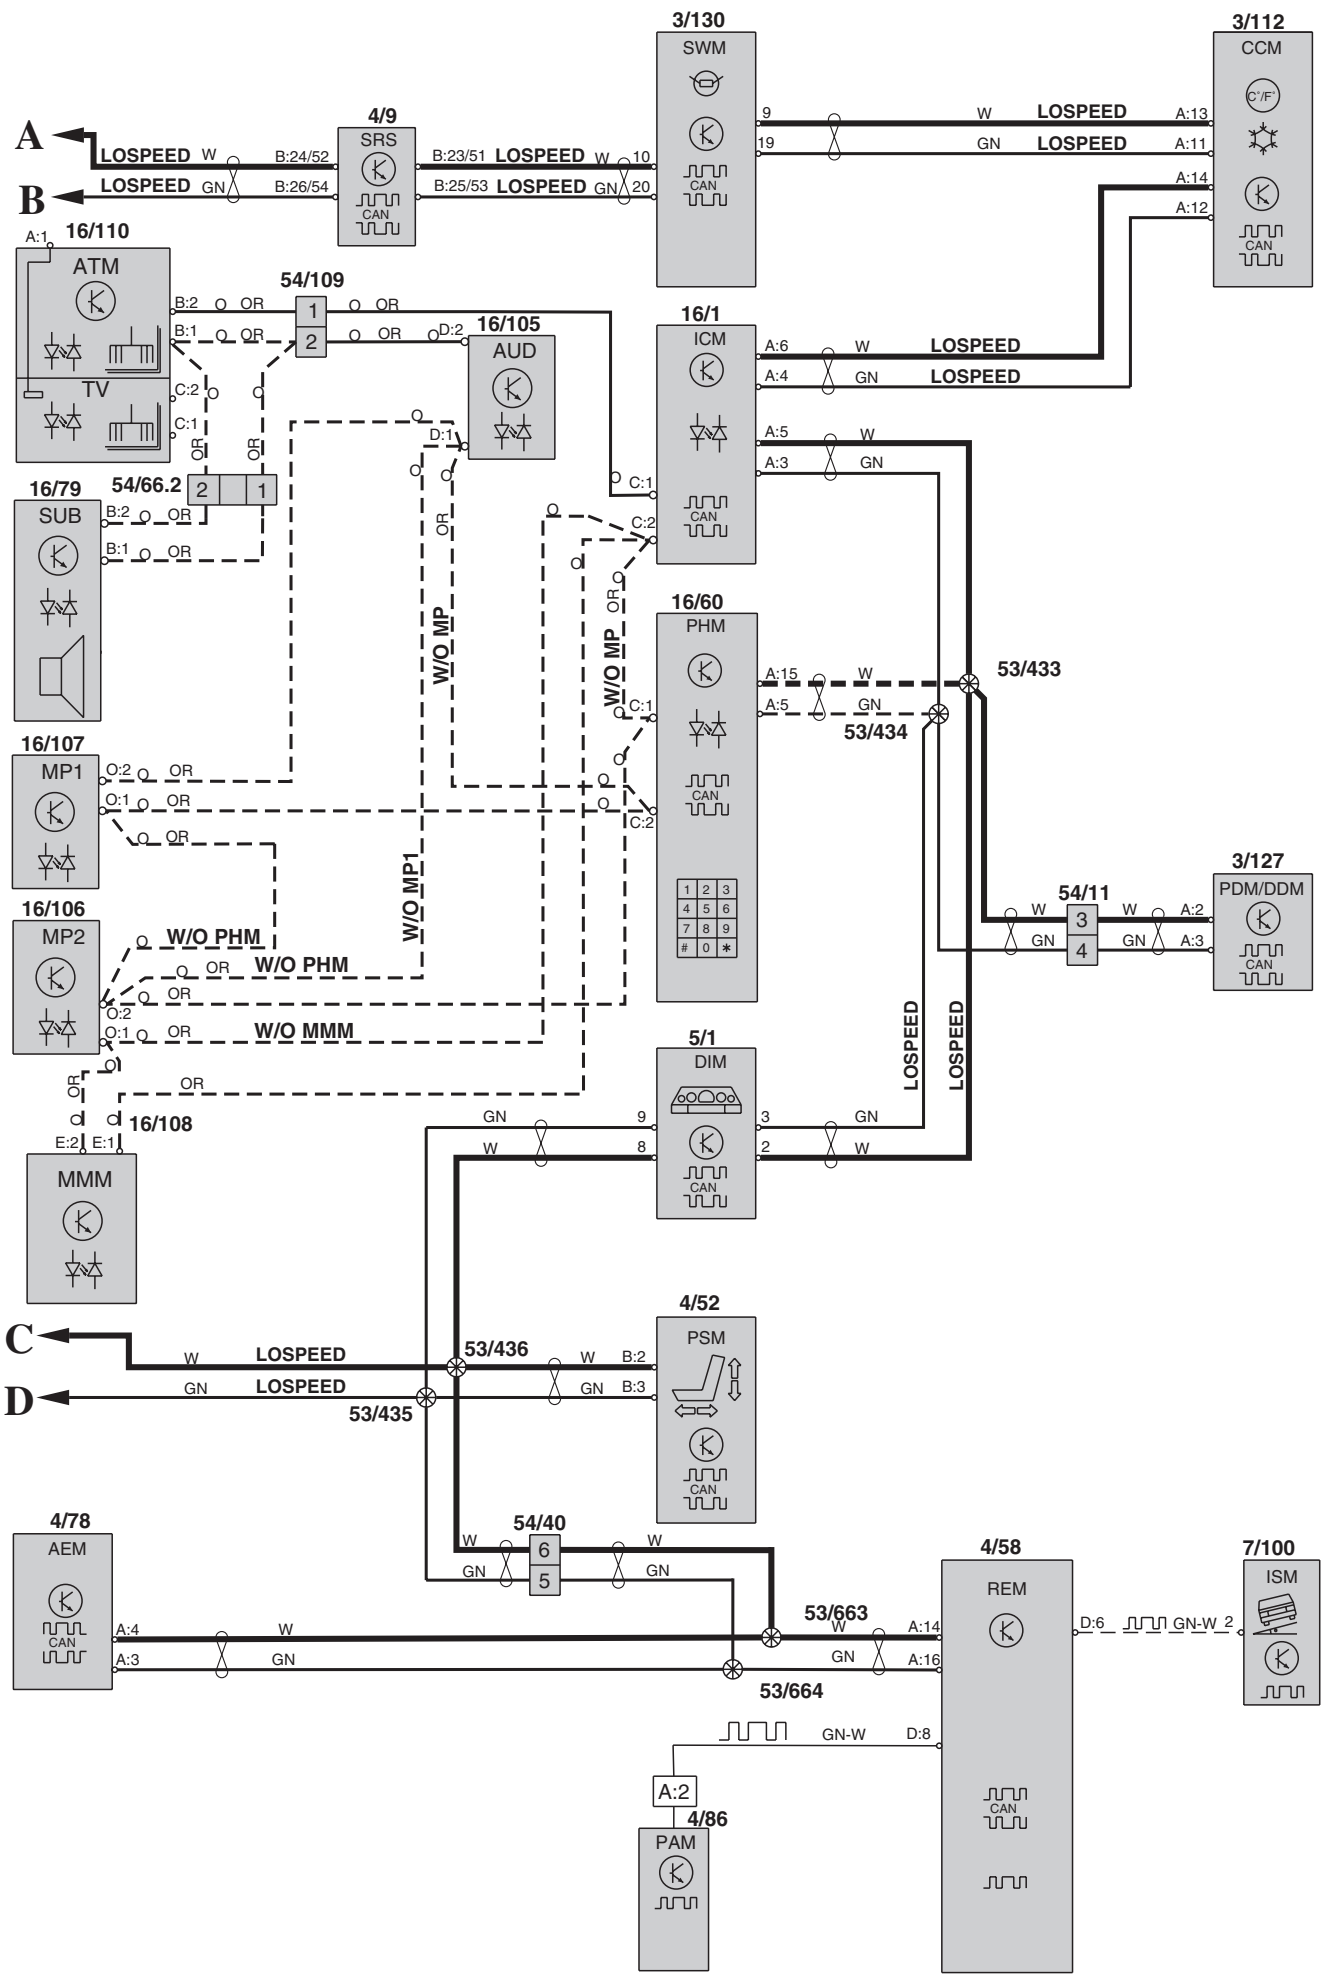 3/130
3/112
SWM
CCM
C°/F°
4/9
SRS
A
LOSPEED W B:24/52
B:23/51 LOSPEED W 10
9 W LOSPEED A:13
19 GN LOSPEED A:11
CAN
B
LOSPEED GN B:26/54
CAN
B:25/53 LOSPEED GN 20
A:14
A:12
CAN
A:1
16/110
ATM
54/109
B:2 O OR 1 O OR
B:1 O OR 2 O OR O D:2
16/105
AUD
16/1
ICM
A:6 W LOSPEED
A:4 GN LOSPEED
TV
C:2
C:1
O
O
OR
OR
O
D:1
O
O
A:5 W
A:3 GN
54/66.2
2 1
O C:1
16/79
SUB
B:2 O OR
B:1 O OR
OR
O
C:2
CAN
O
O
OR
W/O MP
W/O MP
16/60
PHM
A:15 W
53/433
A:5 GN
53/434
O C:1
16/107
MP1
O:2 O OR
O:1 O OR
O OR
O
O
O
C:2
CAN
1 2 3
4 5 6
7 8 9
# 0 *
W/O MP1
3/127
PDM/DDM
54/11
W 3 W A:2
GN 4 GN A:3
CAN
16/106
MP2
O W/O PHM
O OR W/O PHM
O OR
O:2
O:1 O OR W/O MMM
LOSPEED
LOSPEED
5/1
DIM
O
OR
OR
O
O
16/108
E:2 E:1
MMM
GN 9
W 8
3 GN
2 W
CAN
4/52
PSM
C
W LOSPEED
53/436
W B:2
D
GN LOSPEED
53/435
GN B:3
CAN
4/78
AEM
54/40
W 6 W
GN 5 GN
4/58
REM
7/100
ISM
CAN
A:4 W
53/663
W A:14
A:3 GN
GN A:16
53/664
D:6 GN-W 2
GN-W D:8
A:2
4/86
PAM
CAN